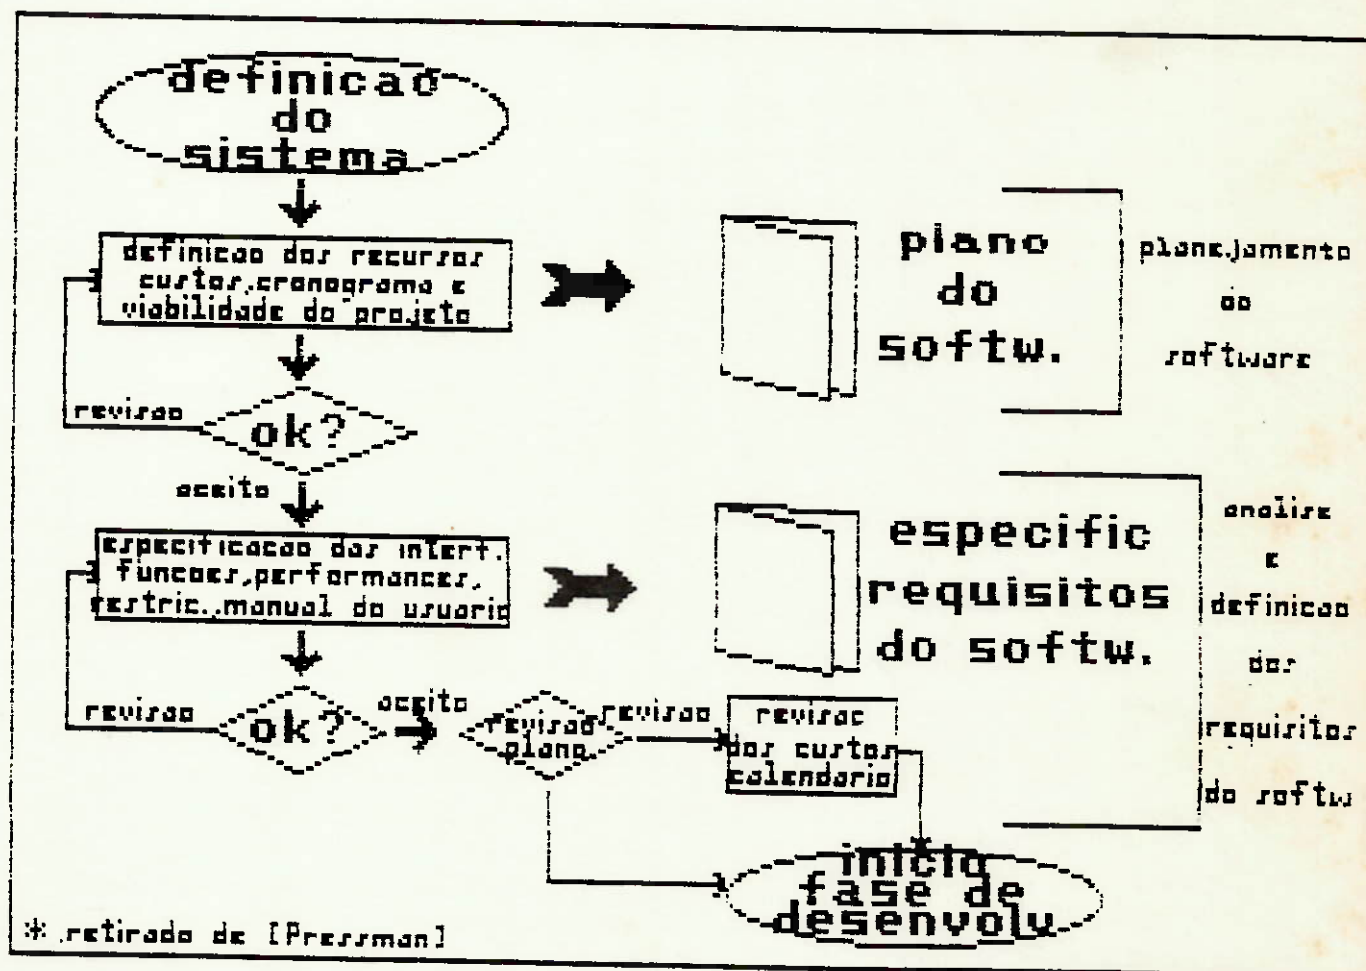 definicao
do
sistema
definicao dos recursos
custos,cronograma e
viabilidade do projeto
plano
do
softw.
planejamento
do
software
revisao
ok?
aceito
especificacao das interf.
funcoes,performances,
restric.,manual do usuario
especific
requisitos
do softw.
analise
e
definicao
dos
requisitos
do softw
revisao
ok?
aceito
revisao
plano
revisao
revisao
dos custos
calendario
inicio
fase de
desenvolv
* .retirado de [Pressman]